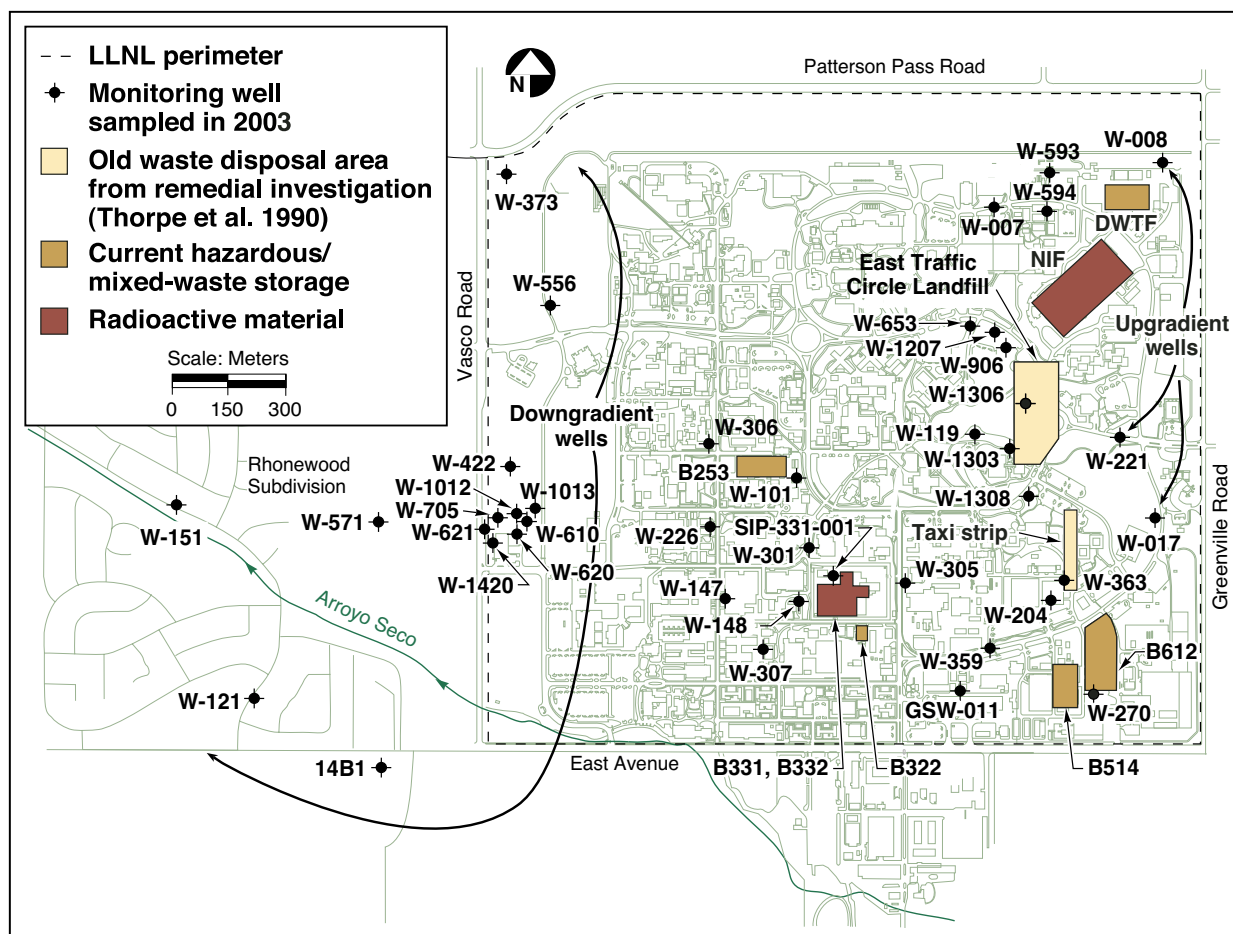 LLNL perimeter
Monitoring well
sampled in 2003
Old waste disposal area
from remedial investigation
(Thorpe et al. 1990)
Current hazardous/
mixed-waste storage
Radioactive material
Scale: Meters
0 150 300
N
Patterson Pass Road
W-008
W-593
W-594
W-373
DWTF
W-007
NIF
East Traffic
Circle Landfill
W-556
Vasco Road
W-653
W-1207
Upgradient
wells
W-906
W-1306
Downgradient
wells
W-306
W-119
Rhonewood
Subdivision
W-422
B253
W-1303
W-221
W-1012
W-1013
W-101
W-705
W-1308
Greenville Road
W-151
W-571
W-621
W-610
W-226
SIP-331-001
Taxi strip
W-017
W-301
W-620
W-1420
W-147
W-305
W-363
Arroyo Seco
W-148
W-204
W-307
W-359
B612
W-121
GSW-011
W-270
14B1
East Avenue
B331, B332
B322
B514